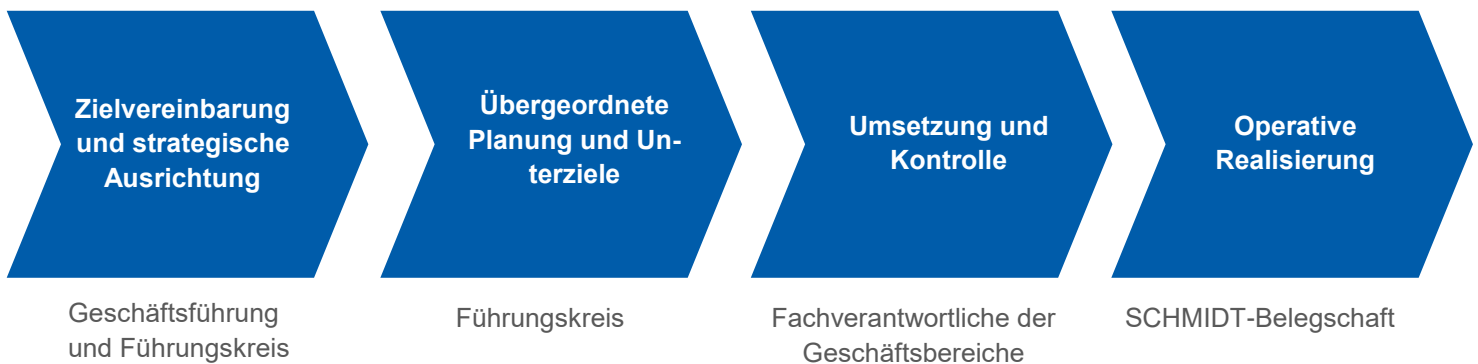 Zielvereinbarung
und strategische
Ausrichtung
Übergeordnete
Planung und Un-
terziele
Umsetzung und
Kontrolle
Operative
Realisierung
Geschäftsführung
und Führungskreis
Führungskreis
Fachverantwortliche der
Geschäftsbereiche
SCHMIDT-Belegschaft